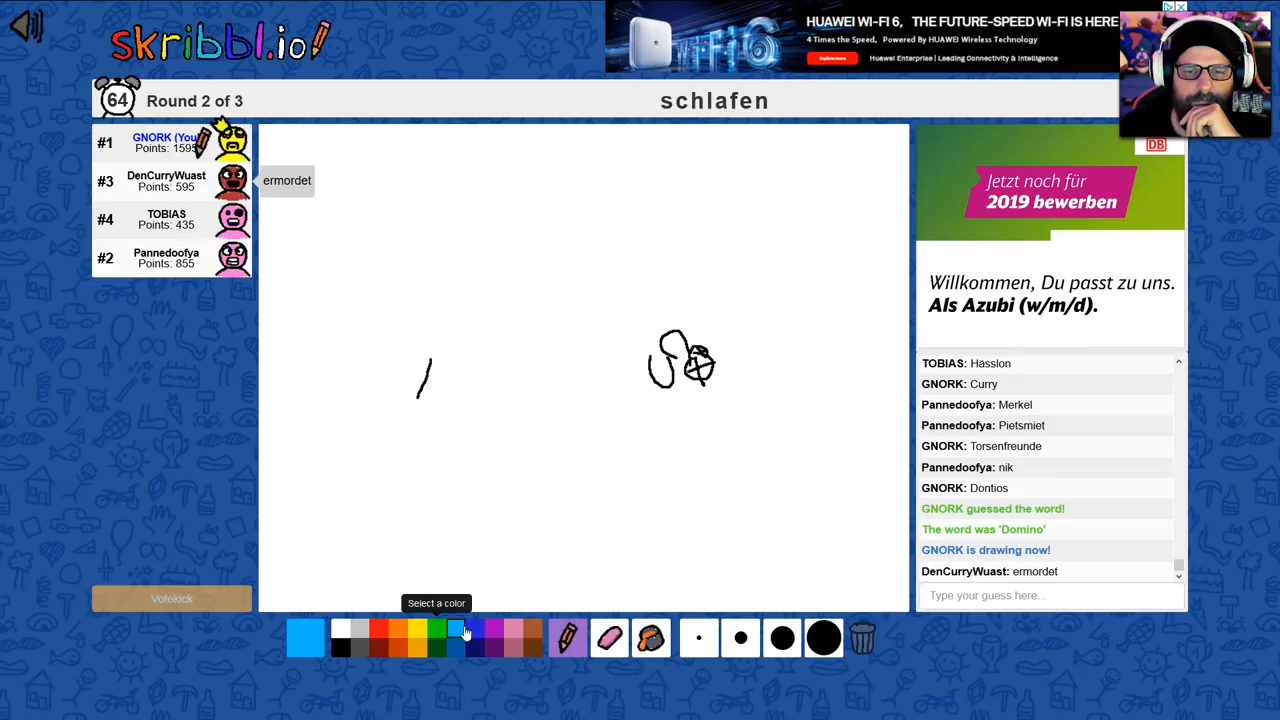 skribbl.io
HUAWEI WI-FI 6, THE FUTURE-SPEED WI-FI IS HERE
4 Times the Speed, Powered By HUAWEI Wireless Technology
Huawei Enterprise | Leading Connectivity & Intelligence
64
Round 2 of 3
schlafen
#1
GNORK (You)
Points: 1595
#3
DenCurryWuast
Points: 595
ermordet
#4
TOBIAS
Points: 435
#2
Pannedoofya
Points: 855
DB
Jetzt noch für
2019 bewerben
Willkommen, Du passt zu uns.
Als Azubi (w/m/d).
TOBIAS: Hässlon
GNORK: Curry
Pannedoofya: Merkel
Pannedoofya: Pietsmiet
GNORK: Torsenfreunde
Pannedoofya: nik
GNORK: Dontios
GNORK guessed the word!
The word was 'Domino'
GNORK is drawing now!
DenCurryWuast: ermordet
Type your guess here...
Votekick
Select a color